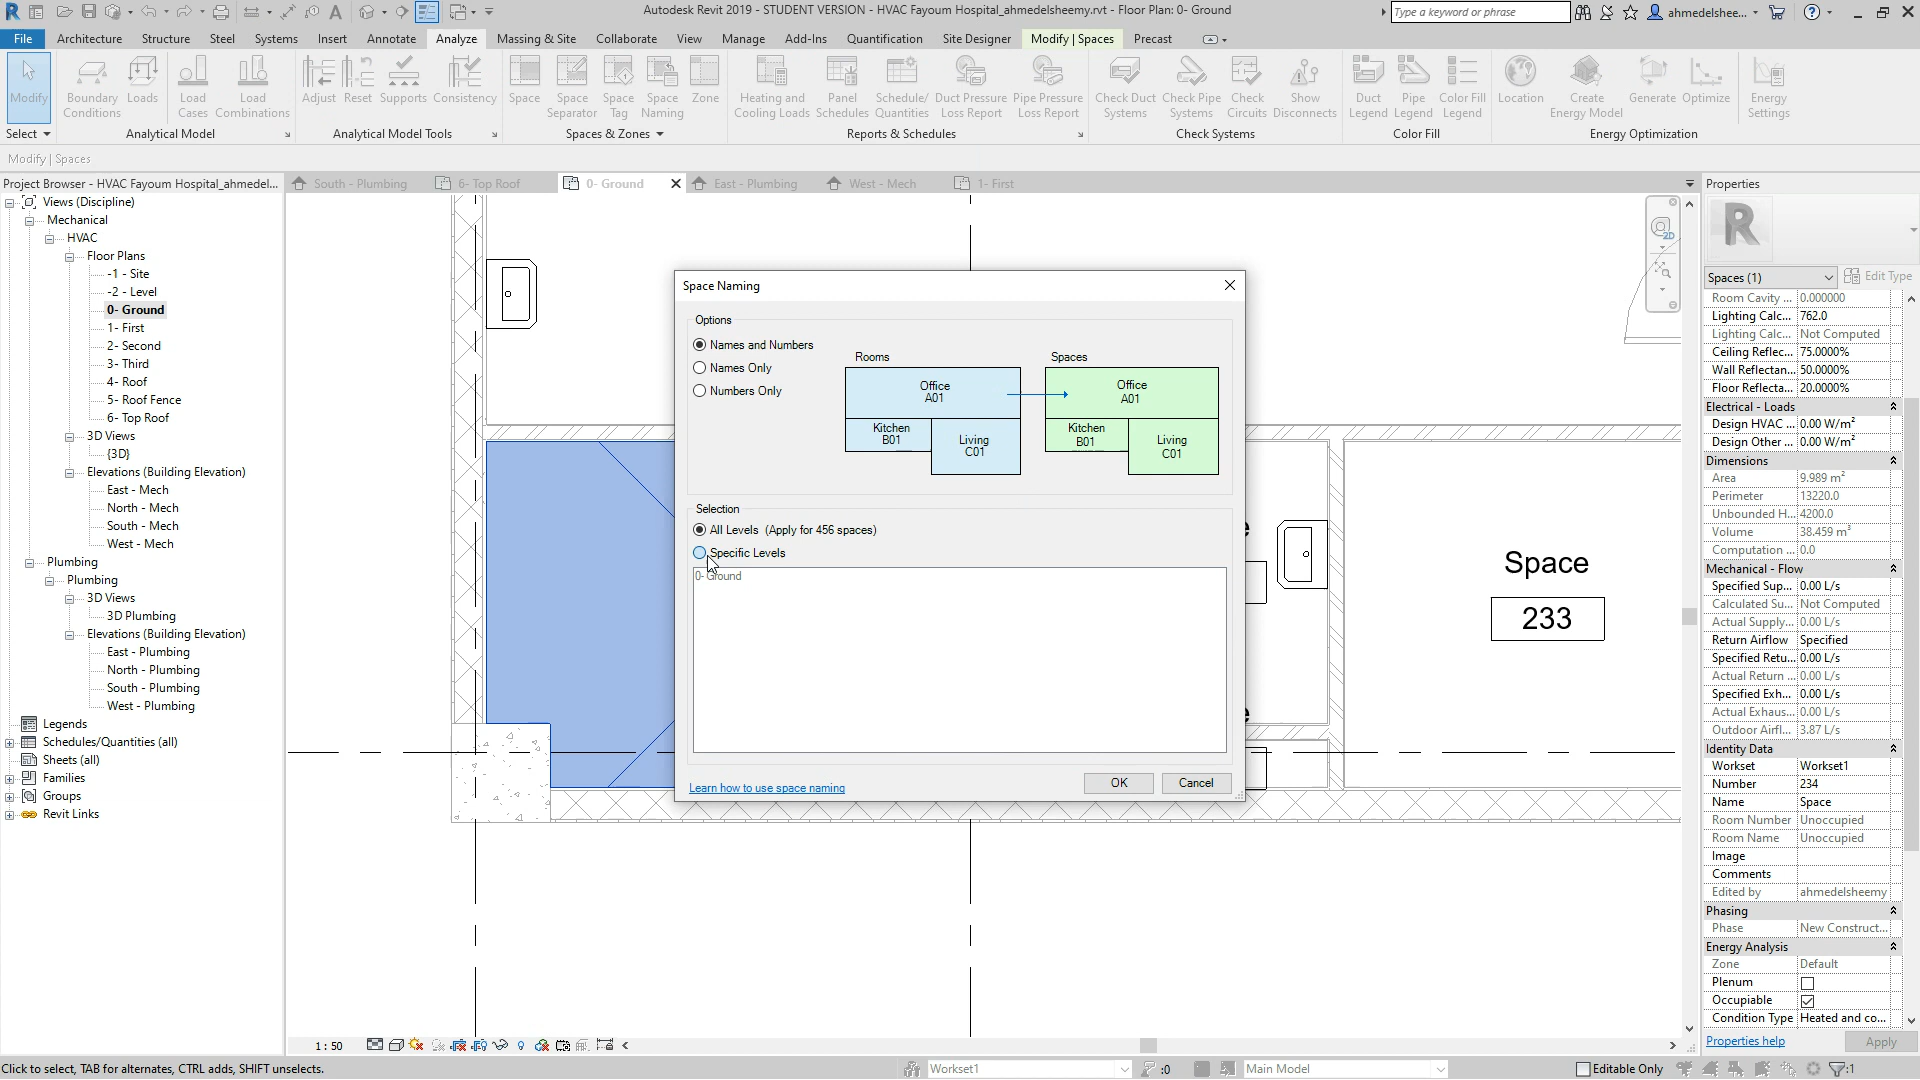 Autodesk Revit 2019 - STUDENT VERSION - HVAC Fayoum Hospital_ahmedelsheemy.rvt - Floor Plan: 0- Ground
Type a keyword or phrase
ahmedelshee...
File Architecture Structure Steel Systems Insert Annotate Analyze Massing & Site Collaborate View Manage Add-Ins Quantification Site Designer Modify | Spaces Precast
Modify Boundary Conditions Loads Load Cases Load Combinations Adjust Reset Supports Consistency Space Space Separator Space Tag Space Naming Zone Heating and Cooling Loads Panel Schedules Schedule/ Quantities Duct Pressure Loss Report Pipe Pressure Loss Report Check Duct Systems Check Pipe Systems Check Circuits Show Disconnects Duct Legend Pipe Legend Color Fill Legend Location Create Energy Model Generate Optimize Energy Settings
Select Analytical Model Analytical Model Tools Spaces & Zones Reports & Schedules Check Systems Color Fill Energy Optimization
Modify | Spaces
Project Browser - HVAC Fayoum Hospital_ahmedel...
South - Plumbing 6- Top Roof 0- Ground East - Plumbing West - Mech 1- First
Views (Discipline)
Mechanical
HVAC
Floor Plans
-1 - Site
-2 - Level
0- Ground
1- First
2- Second
3- Third
4- Roof
5- Roof Fence
6- Top Roof
3D Views
{3D}
Elevations (Building Elevation)
East - Mech
North - Mech
South - Mech
West - Mech
Plumbing
Plumbing
3D Views
3D Plumbing
Elevations (Building Elevation)
East - Plumbing
North - Plumbing
South - Plumbing
West - Plumbing
Legends
Schedules/Quantities (all)
Sheets (all)
Families
Groups
Revit Links
Space Naming
Options
Names and Numbers
Names Only
Numbers Only
Rooms
Office
A01
Kitchen
B01
Living
C01
Spaces
Office
A01
Kitchen
B01
Living
C01
Selection
All Levels (Apply for 456 spaces)
Specific Levels
0- Ground
Learn how to use space naming
OK
Cancel
Space
233
2D
Properties
R
Spaces (1)
Edit Type
Room Cavity ... 0.000000
Lighting Calc... 762.0
Lighting Calc... Not Computed
Ceiling Reflec... 75.0000%
Wall Reflectan... 50.0000%
Floor Reflecta... 20.0000%
Electrical - Loads
Design HVAC ... 0.00 W/m²
Design Other ... 0.00 W/m²
Dimensions
Area 9.989 m²
Perimeter 13220.0
Unbounded H... 4200.0
Volume 38.459 m³
Computation ... 0.0
Mechanical - Flow
Specified Sup... 0.00 L/s
Calculated Su... Not Computed
Actual Supply... 0.00 L/s
Return Airflow Specified
Specified Retu... 0.00 L/s
Actual Return ... 0.00 L/s
Specified Exh... 0.00 L/s
Actual Exhaus... 0.00 L/s
Outdoor Airfl... 3.87 L/s
Identity Data
Workset Workset1
Number 234
Name Space
Room Number Unoccupied
Room Name Unoccupied
Image
Comments
Edited by ahmedelsheemy
Phasing
Phase New Construct...
Energy Analysis
Zone Default
Plenum
Occupiable
Condition Type Heated and co...
Properties help
Apply
1 : 50
Click to select, TAB for alternates, CTRL adds, SHIFT unselects.
Workset1
:0
Main Model
Editable Only
:1